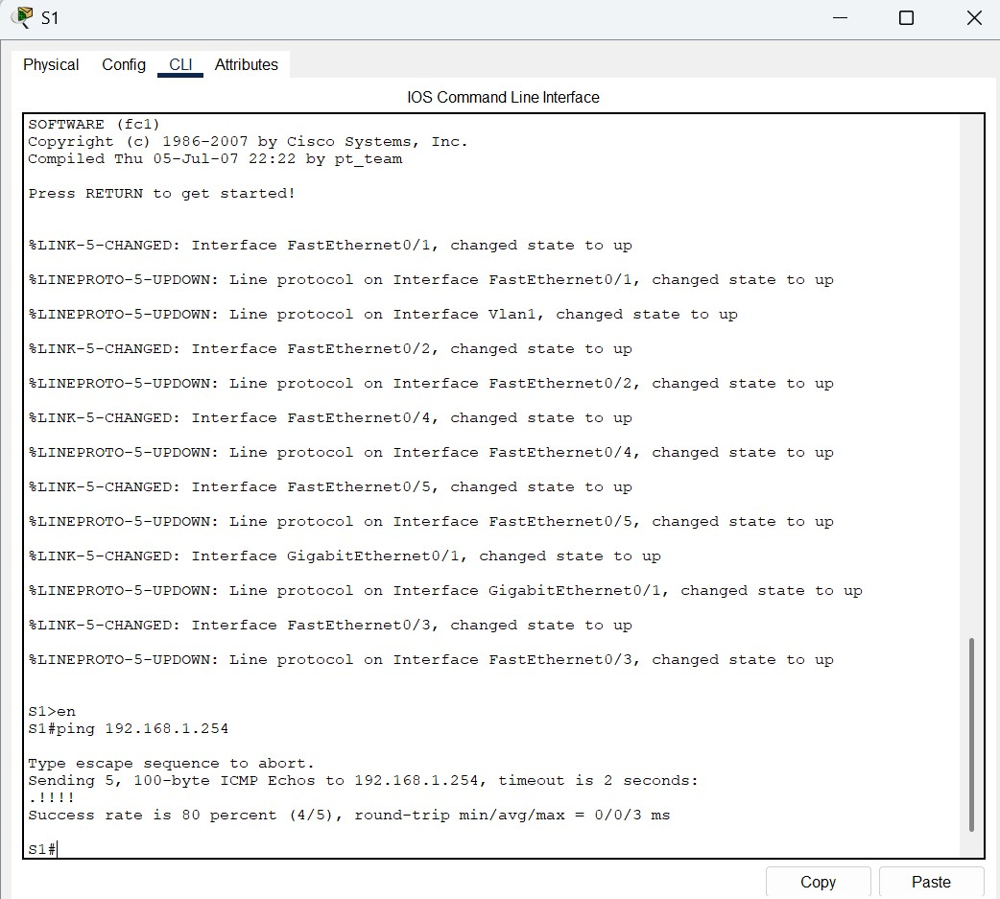 S1
Physical Config CLI Attributes
IOS Command Line Interface
SOFTWARE (fc1)
Copyright (c) 1986-2007 by Cisco Systems, Inc.
Compiled Thu 05-Jul-07 22:22 by pt_team
Press RETURN to get started!
%LINK-5-CHANGED: Interface FastEthernet0/1, changed state to up
%LINEPROTO-5-UPDOWN: Line protocol on Interface FastEthernet0/1, changed state to up
%LINEPROTO-5-UPDOWN: Line protocol on Interface Vlan1, changed state to up
%LINK-5-CHANGED: Interface FastEthernet0/2, changed state to up
%LINEPROTO-5-UPDOWN: Line protocol on Interface FastEthernet0/2, changed state to up
%LINK-5-CHANGED: Interface FastEthernet0/4, changed state to up
%LINEPROTO-5-UPDOWN: Line protocol on Interface FastEthernet0/4, changed state to up
%LINK-5-CHANGED: Interface FastEthernet0/5, changed state to up
%LINEPROTO-5-UPDOWN: Line protocol on Interface FastEthernet0/5, changed state to up
%LINK-5-CHANGED: Interface GigabitEthernet0/1, changed state to up
%LINEPROTO-5-UPDOWN: Line protocol on Interface GigabitEthernet0/1, changed state to up
%LINK-5-CHANGED: Interface FastEthernet0/3, changed state to up
%LINEPROTO-5-UPDOWN: Line protocol on Interface FastEthernet0/3, changed state to up
S1>en
S1#ping 192.168.1.254
Type escape sequence to abort.
Sending 5, 100-byte ICMP Echos to 192.168.1.254, timeout is 2 seconds:
.!!!!
Success rate is 80 percent (4/5), round-trip min/avg/max = 0/0/3 ms
S1#
Copy Paste